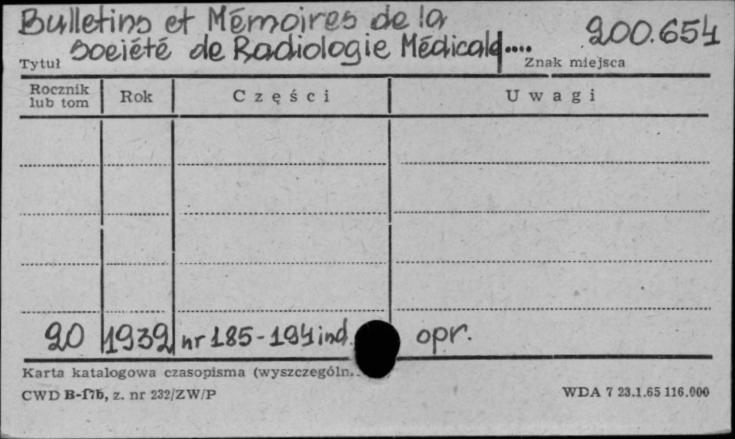 Bulletins et Mémoires de la
Tytuł Société de Radiologie Médicale.... Znak miejsca 200.654
Rocznik lub tom Rok Części Uwagi
20 1932 nr 185-194 ind. opr.
Karta katalogowa czasopisma (wyszczególn..
CWD B-17b, z. nr 232/ZW/P WDA 7 23.1.65 116.000